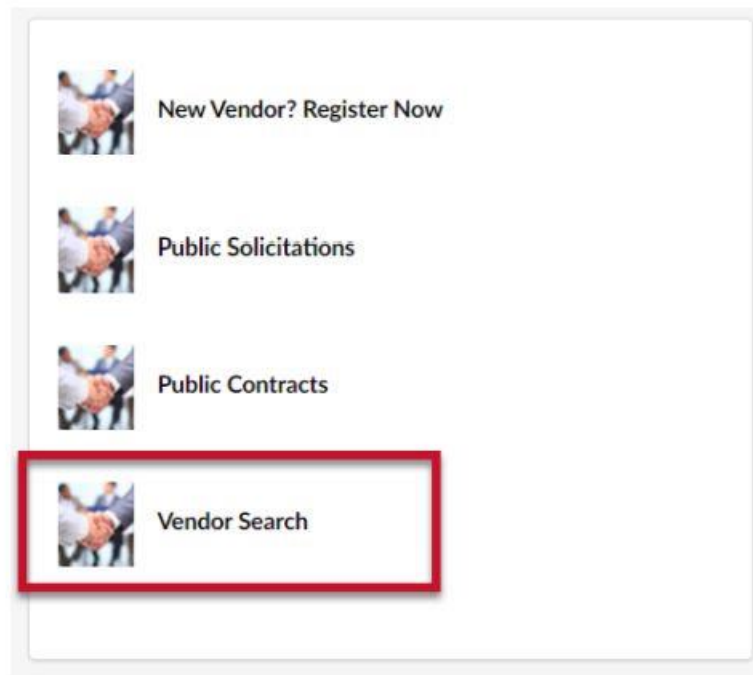 New Vendor? Register Now
Public Solicitations
Public Contracts
Vendor Search